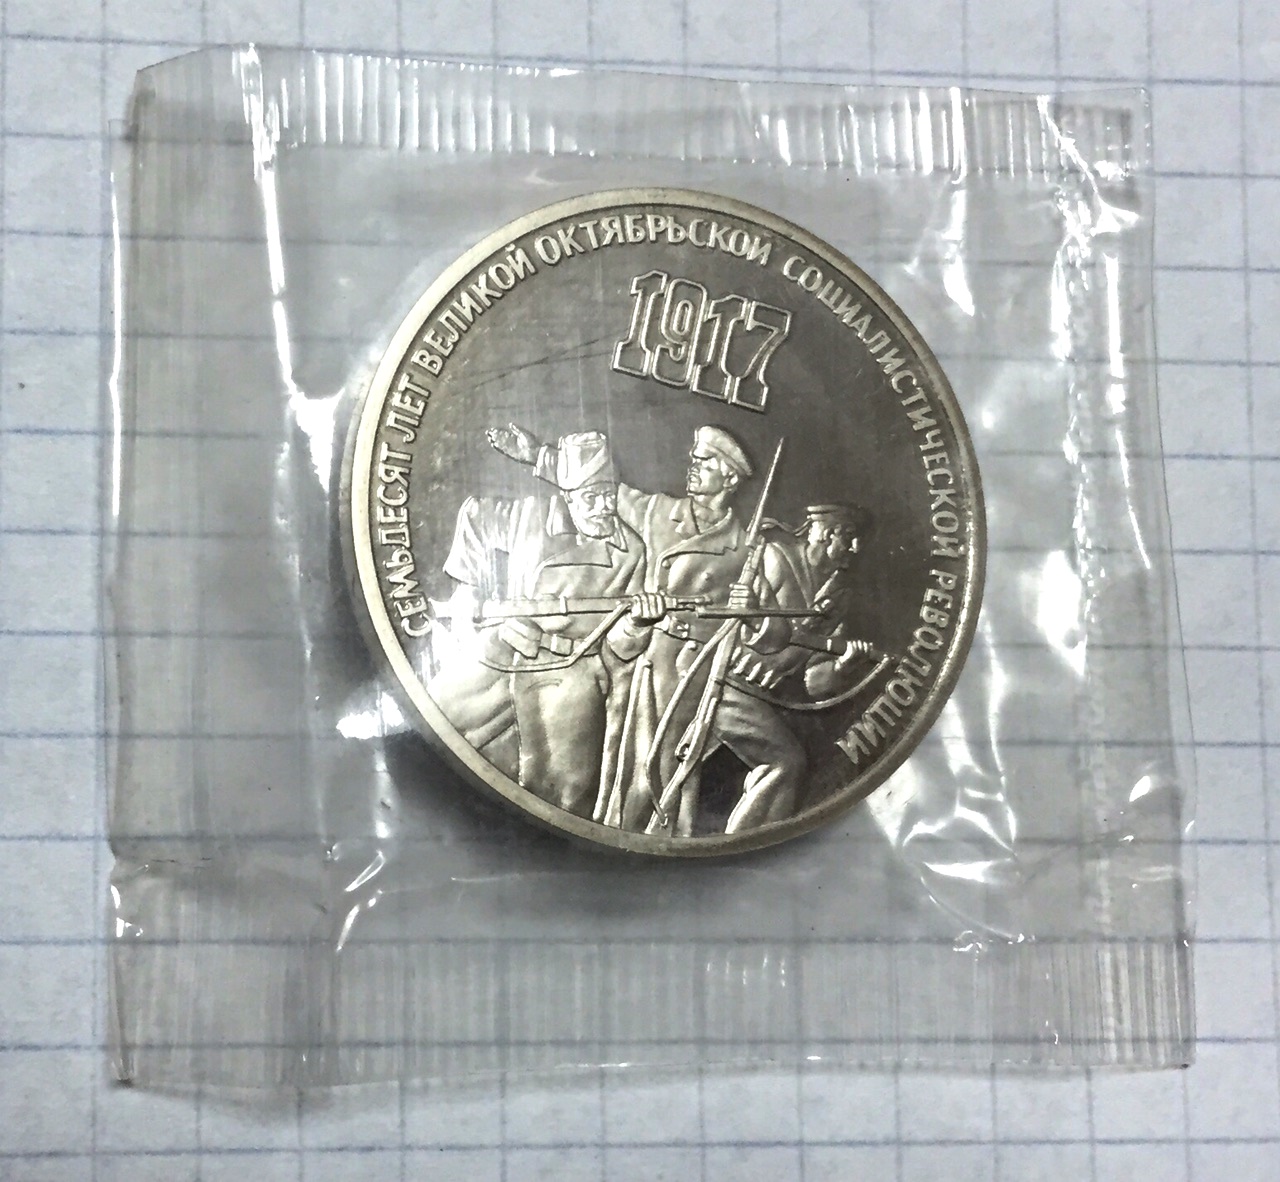 СЕМЬДЕСЯТ ЛЕТ ВЕЛИКОЙ ОКТЯБРЬСКОЙ СОЦИАЛИСТИЧЕСКОЙ РЕВОЛЮЦИИ
1917